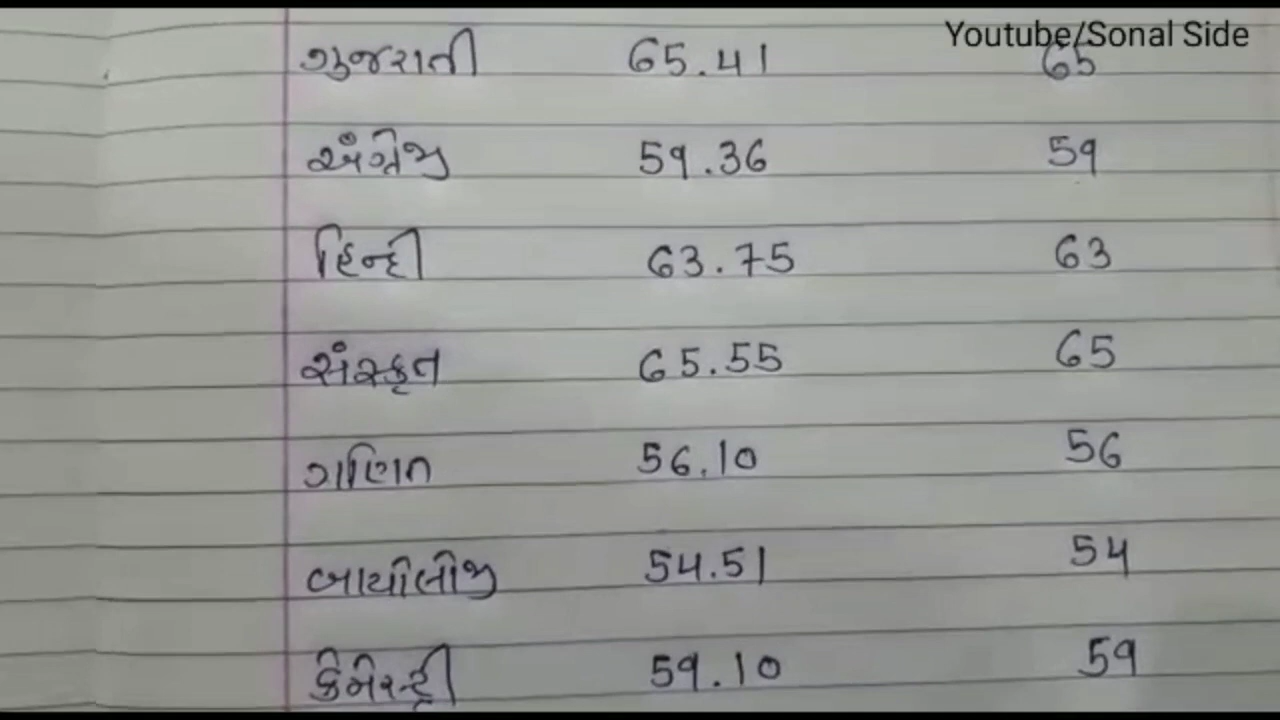 Youtube/Sonal Side
ગુજરાતી 65.41 65
અંગ્રેજી 59.36 59
હિન્દી 63.75 63
સંસ્કૃત 65.55 65
ગણિત 56.10 56
બાયોલોજી 54.51 54
કેમેસ્ટ્રી 59.10 59